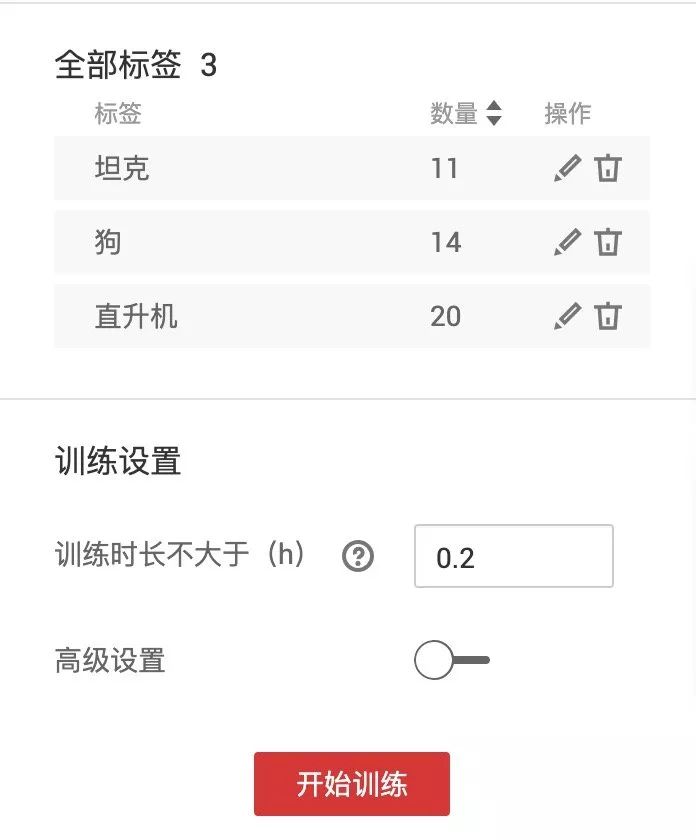 全部标签 3
标签 数量 操作
坦克 11
狗 14
直升机 20
训练设置
训练时长不大于（h） ? 0.2
高级设置
开始训练